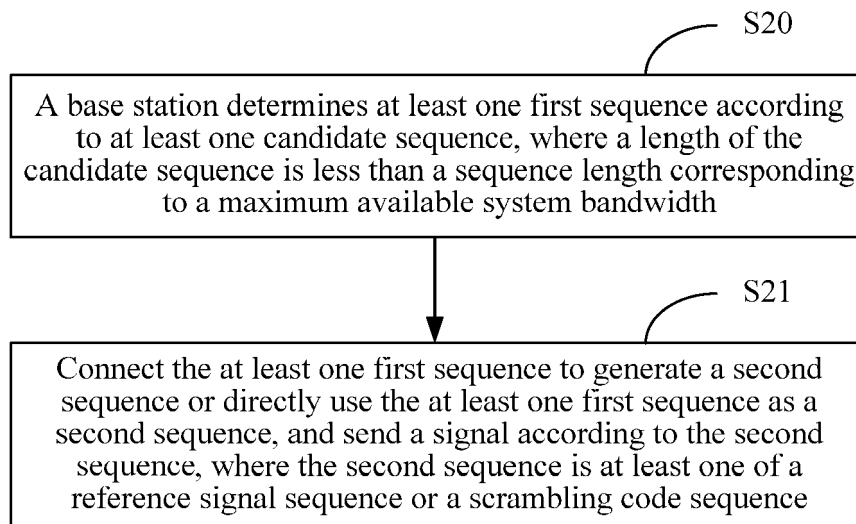 S20
A base station determines at least one first sequence according
to at least one candidate sequence, where a length of the
candidate sequence is less than a sequence length corresponding
to a maximum available system bandwidth
S21
Connect the at least one first sequence to generate a second
sequence or directly use the at least one first sequence as a
second sequence, and send a signal according to the second
sequence, where the second sequence is at least one of a
reference signal sequence or a scrambling code sequence